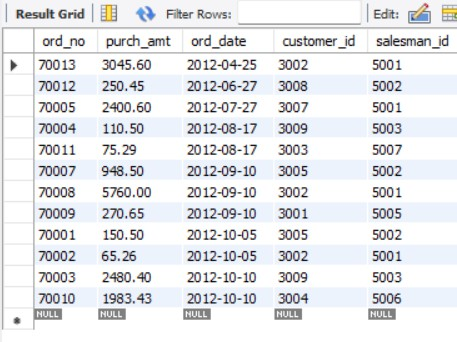 Result Grid Filter Rows: Edit:
ord_no purch_amt ord_date customer_id salesman_id
70013 3045.60 2012-04-25 3002 5001
70012 250.45 2012-06-27 3008 5002
70005 2400.60 2012-07-27 3007 5001
70004 110.50 2012-08-17 3009 5003
70011 75.29 2012-08-17 3003 5007
70007 948.50 2012-09-10 3005 5002
70008 5760.00 2012-09-10 3002 5001
70009 270.65 2012-09-10 3001 5005
70001 150.50 2012-10-05 3005 5002
70002 65.26 2012-10-05 3002 5001
70003 2480.40 2012-10-10 3009 5003
70010 1983.43 2012-10-10 3004 5006
NULL NULL NULL NULL NULL